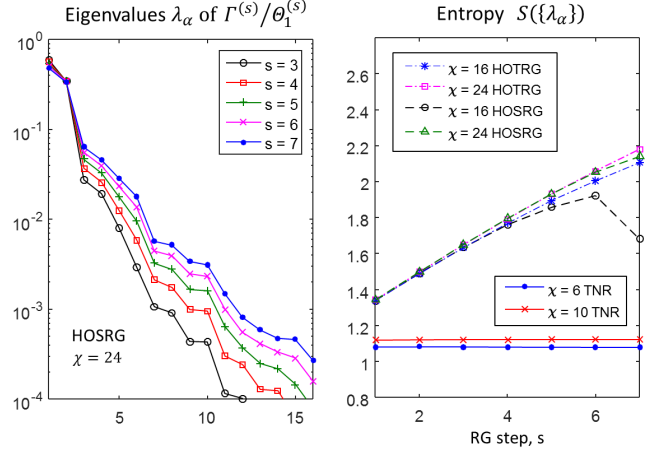 Eigenvalues λ_α of Γ^(s)/Θ_1^(s)
10^0
10^-1
10^-2
10^-3
10^-4
5
10
15
s = 3
s = 4
s = 5
s = 6
s = 7
HOSRG
χ = 24
Entropy S({λ_α})
2.6
2.4
2.2
2
1.8
1.6
1.4
1.2
1
0.8
2
4
6
RG step, s
χ = 16 HOTRG
χ = 24 HOTRG
χ = 16 HOSRG
χ = 24 HOSRG
χ = 6 TNR
χ = 10 TNR